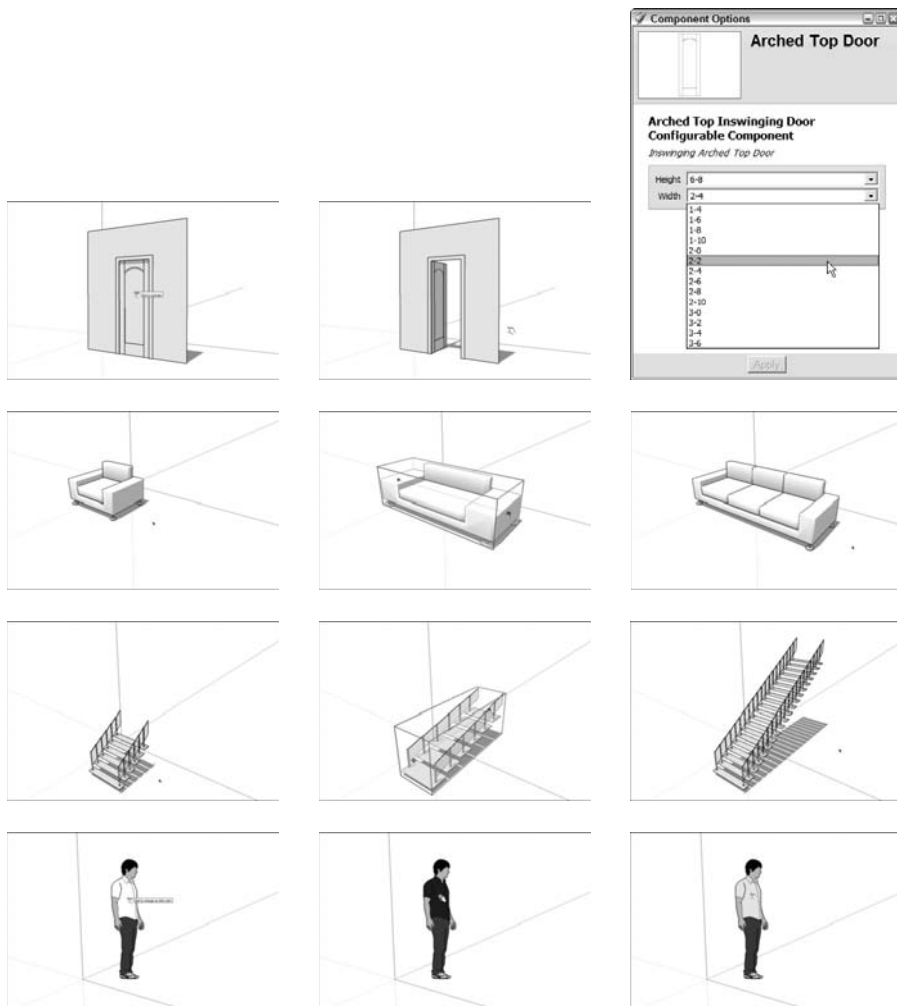 Component Options
Arched Top Door
Arched Top Inswinging Door
Configurable Component
Inswinging Arched Top Door
Height 6-8
Width 2-4
1-4
1-6
1-8
1-10
2-0
2-2
2-4
2-6
2-8
2-10
3-0
3-2
3-4
3-6
Apply